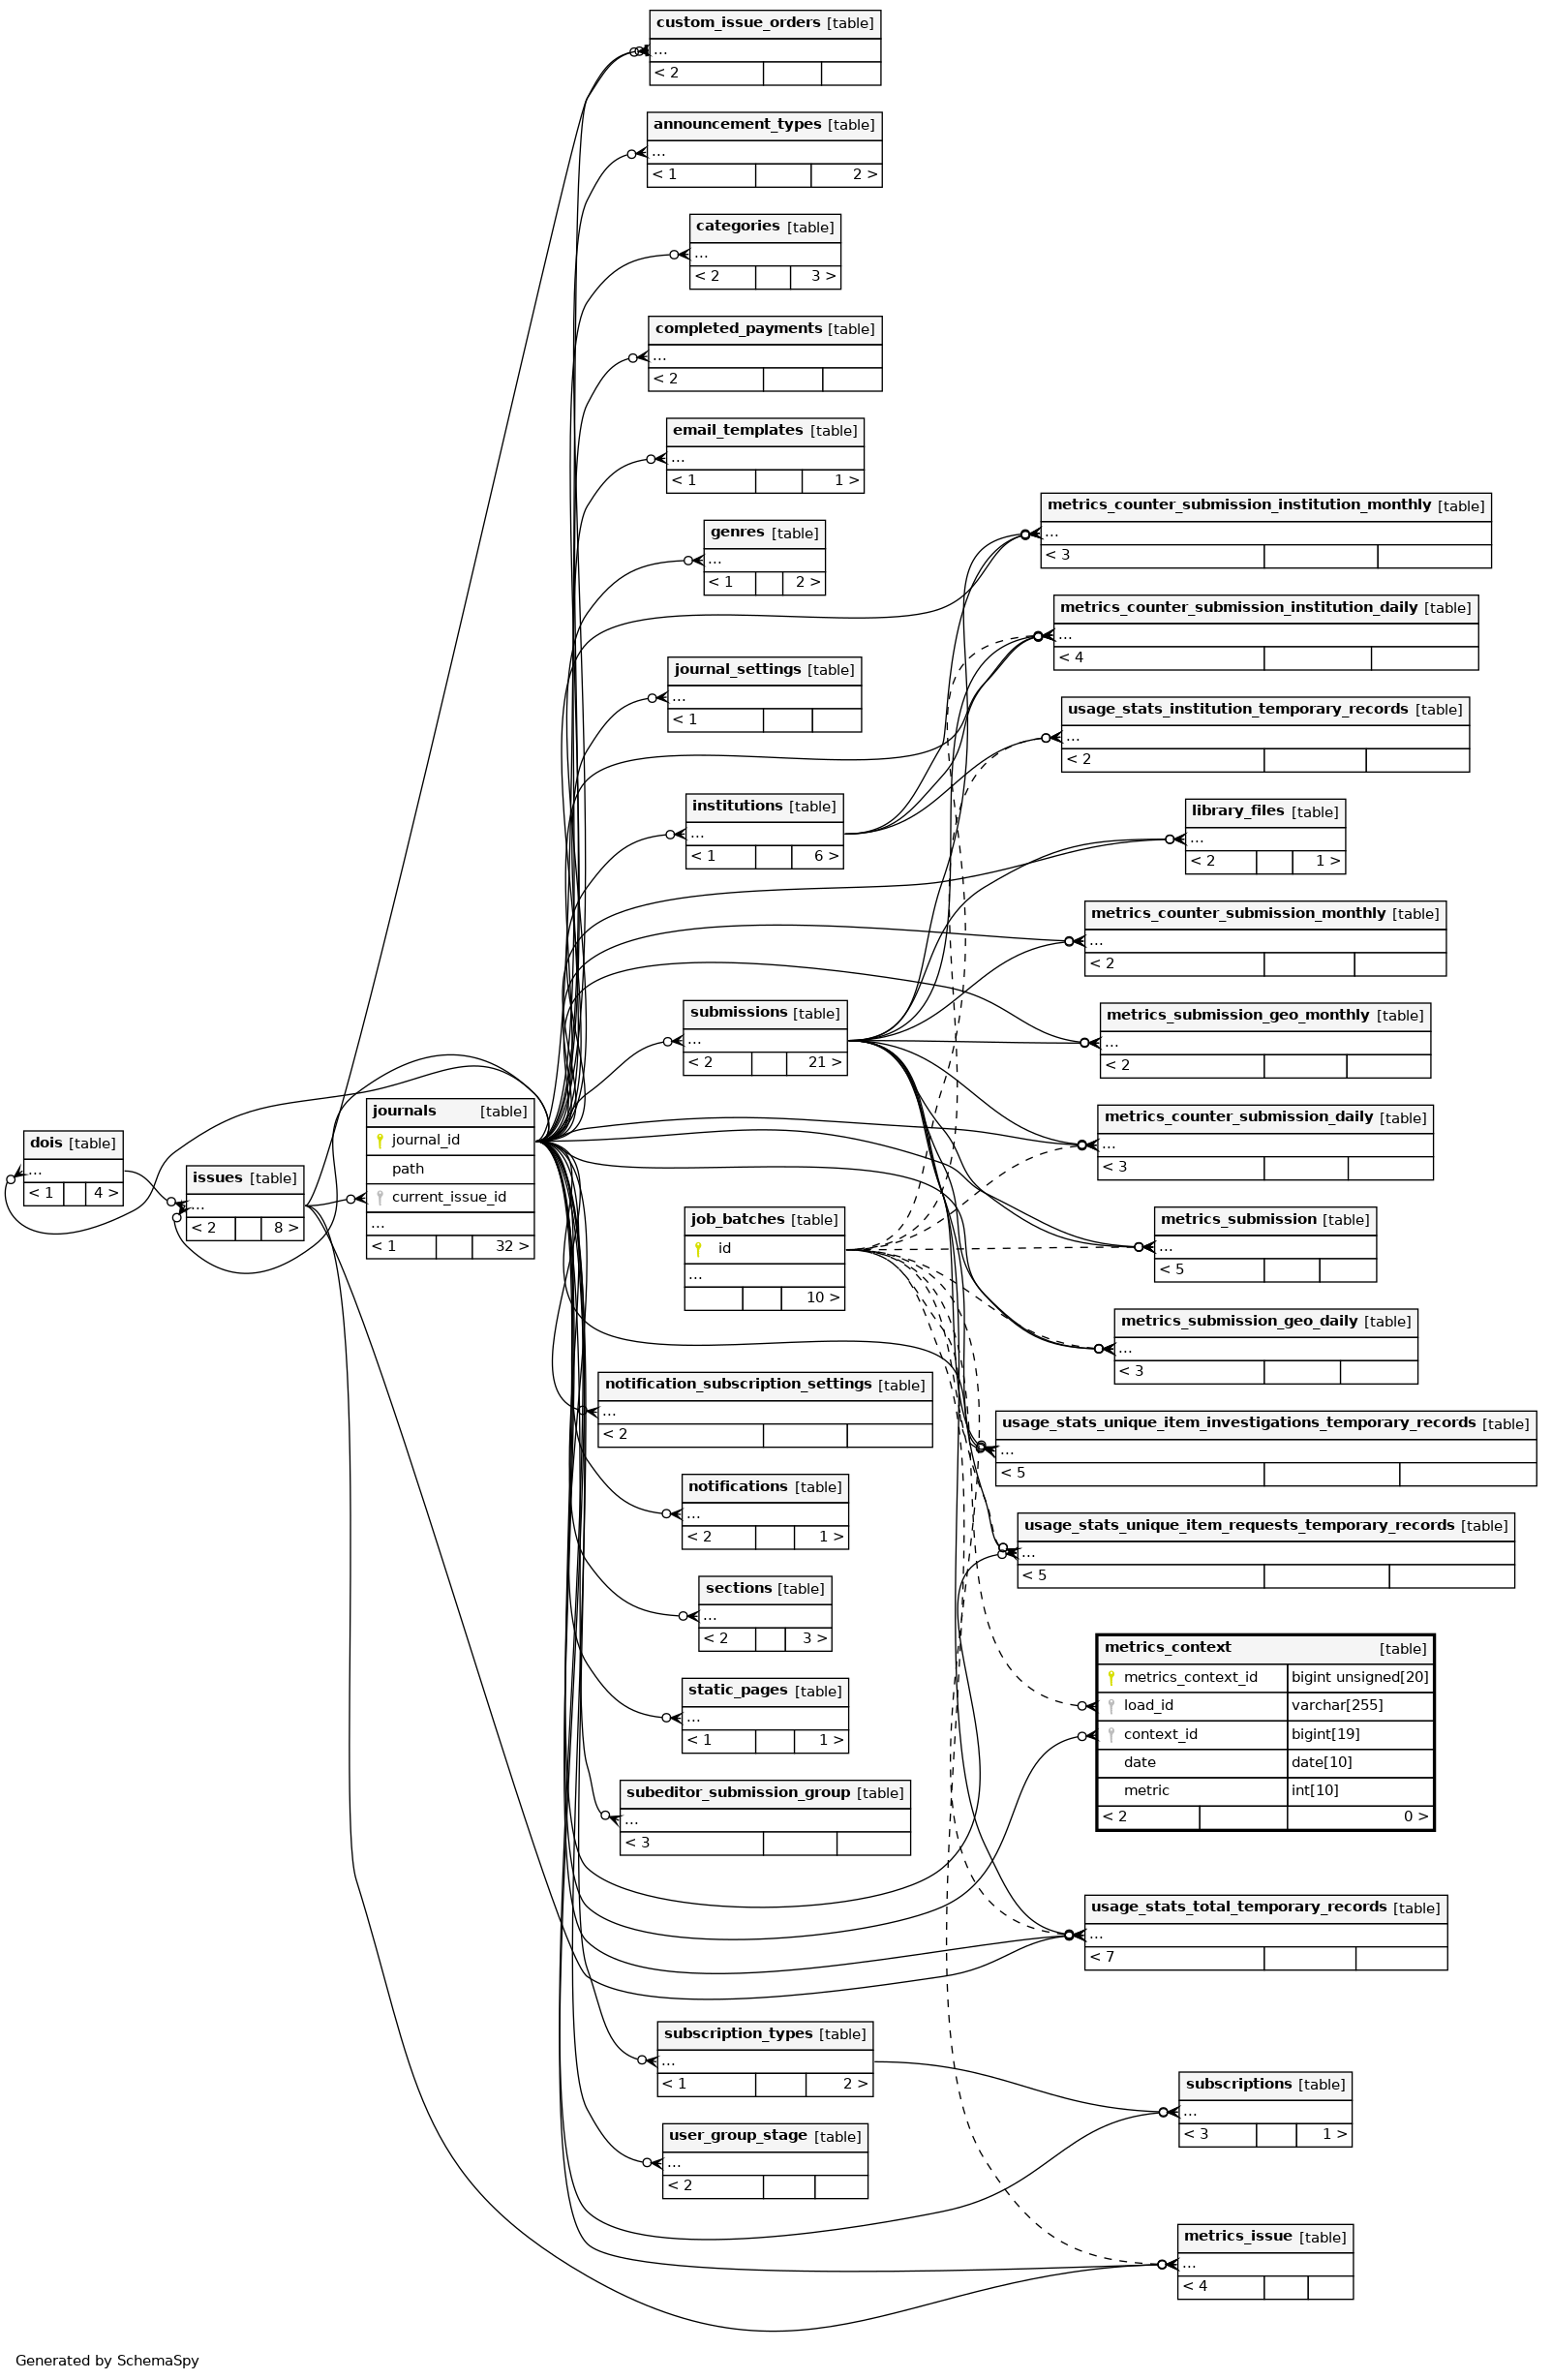 custom_issue_orders [table]
...
< 2
announcement_types [table]
...
< 1 2 >
categories [table]
...
< 2 3 >
completed_payments [table]
...
< 2
email_templates [table]
...
< 1 1 >
genres [table]
...
< 1 2 >
journal_settings [table]
...
< 1
institutions [table]
...
< 1 6 >
submissions [table]
...
< 2 21 >
dois [table]
...
< 1 4 >
issues [table]
...
< 2 8 >
journals [table]
journal_id
path
current_issue_id
...
< 1 32 >
job_batches [table]
id
...
10 >
notification_subscription_settings [table]
...
< 2
notifications [table]
...
< 2 1 >
sections [table]
...
< 2 3 >
static_pages [table]
...
< 1 1 >
subeditor_submission_group [table]
...
< 3
subscription_types [table]
...
< 1 2 >
user_group_stage [table]
...
< 2
metrics_counter_submission_institution_monthly [table]
...
< 3
metrics_counter_submission_institution_daily [table]
...
< 4
usage_stats_institution_temporary_records [table]
...
< 2
library_files [table]
...
< 2 1 >
metrics_counter_submission_monthly [table]
...
< 2
metrics_submission_geo_monthly [table]
...
< 2
metrics_counter_submission_daily [table]
...
< 3
metrics_submission [table]
...
< 5
metrics_submission_geo_daily [table]
...
< 3
usage_stats_unique_item_investigations_temporary_records [table]
...
< 5
usage_stats_unique_item_requests_temporary_records [table]
...
< 5
metrics_context [table]
metrics_context_id bigint unsigned[20]
load_id varchar[255]
context_id bigint[19]
date date[10]
metric int[10]
< 2 0 >
usage_stats_total_temporary_records [table]
...
< 7
subscriptions [table]
...
< 3 1 >
metrics_issue [table]
...
< 4
Generated by SchemaSpy